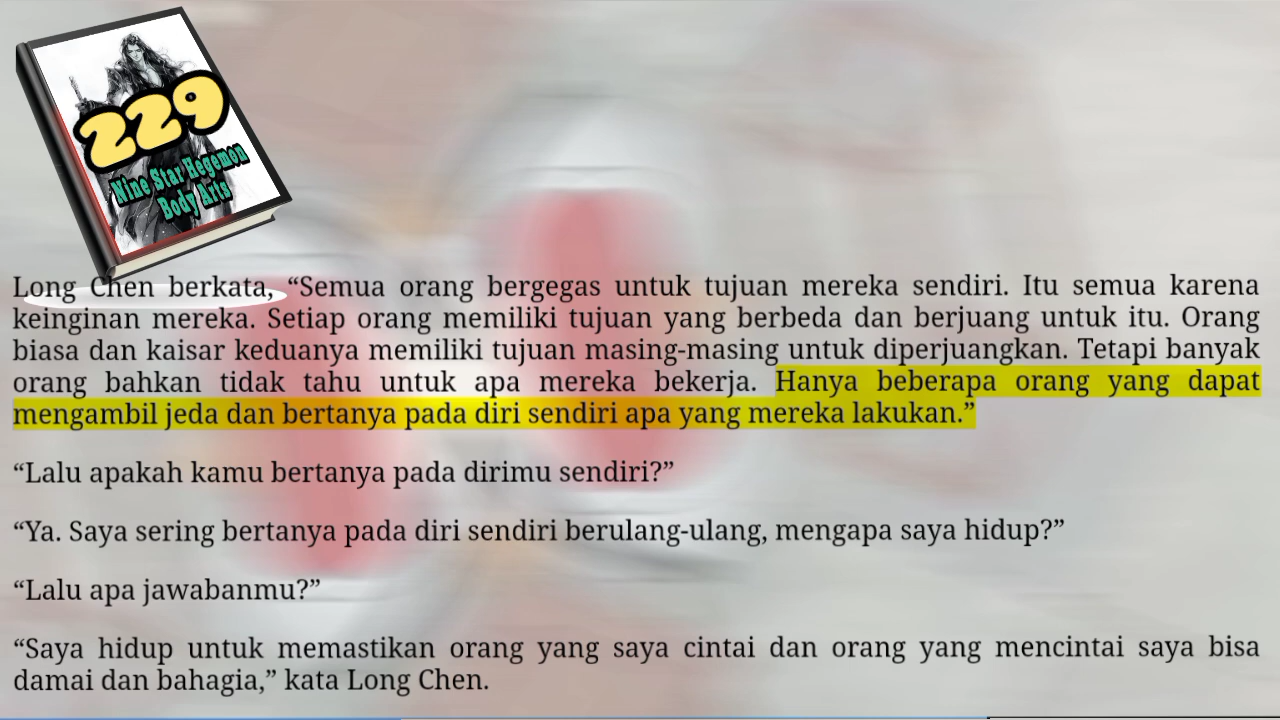 229
Nine Star Hegemon
Body Arts
Long Chen berkata, “Semua orang bergegas untuk tujuan mereka sendiri. Itu semua karena
keinginan mereka. Setiap orang memiliki tujuan yang berbeda dan berjuang untuk itu. Orang
biasa dan kaisar keduanya memiliki tujuan masing-masing untuk diperjuangkan. Tetapi banyak
orang bahkan tidak tahu untuk apa mereka bekerja. Hanya beberapa orang yang dapat
mengambil jeda dan bertanya pada diri sendiri apa yang mereka lakukan.”
“Lalu apakah kamu bertanya pada dirimu sendiri?”
“Ya. Saya sering bertanya pada diri sendiri berulang-ulang, mengapa saya hidup?”
“Lalu apa jawabanmu?”
“Saya hidup untuk memastikan orang yang saya cintai dan orang yang mencintai saya bisa
damai dan bahagia,” kata Long Chen.